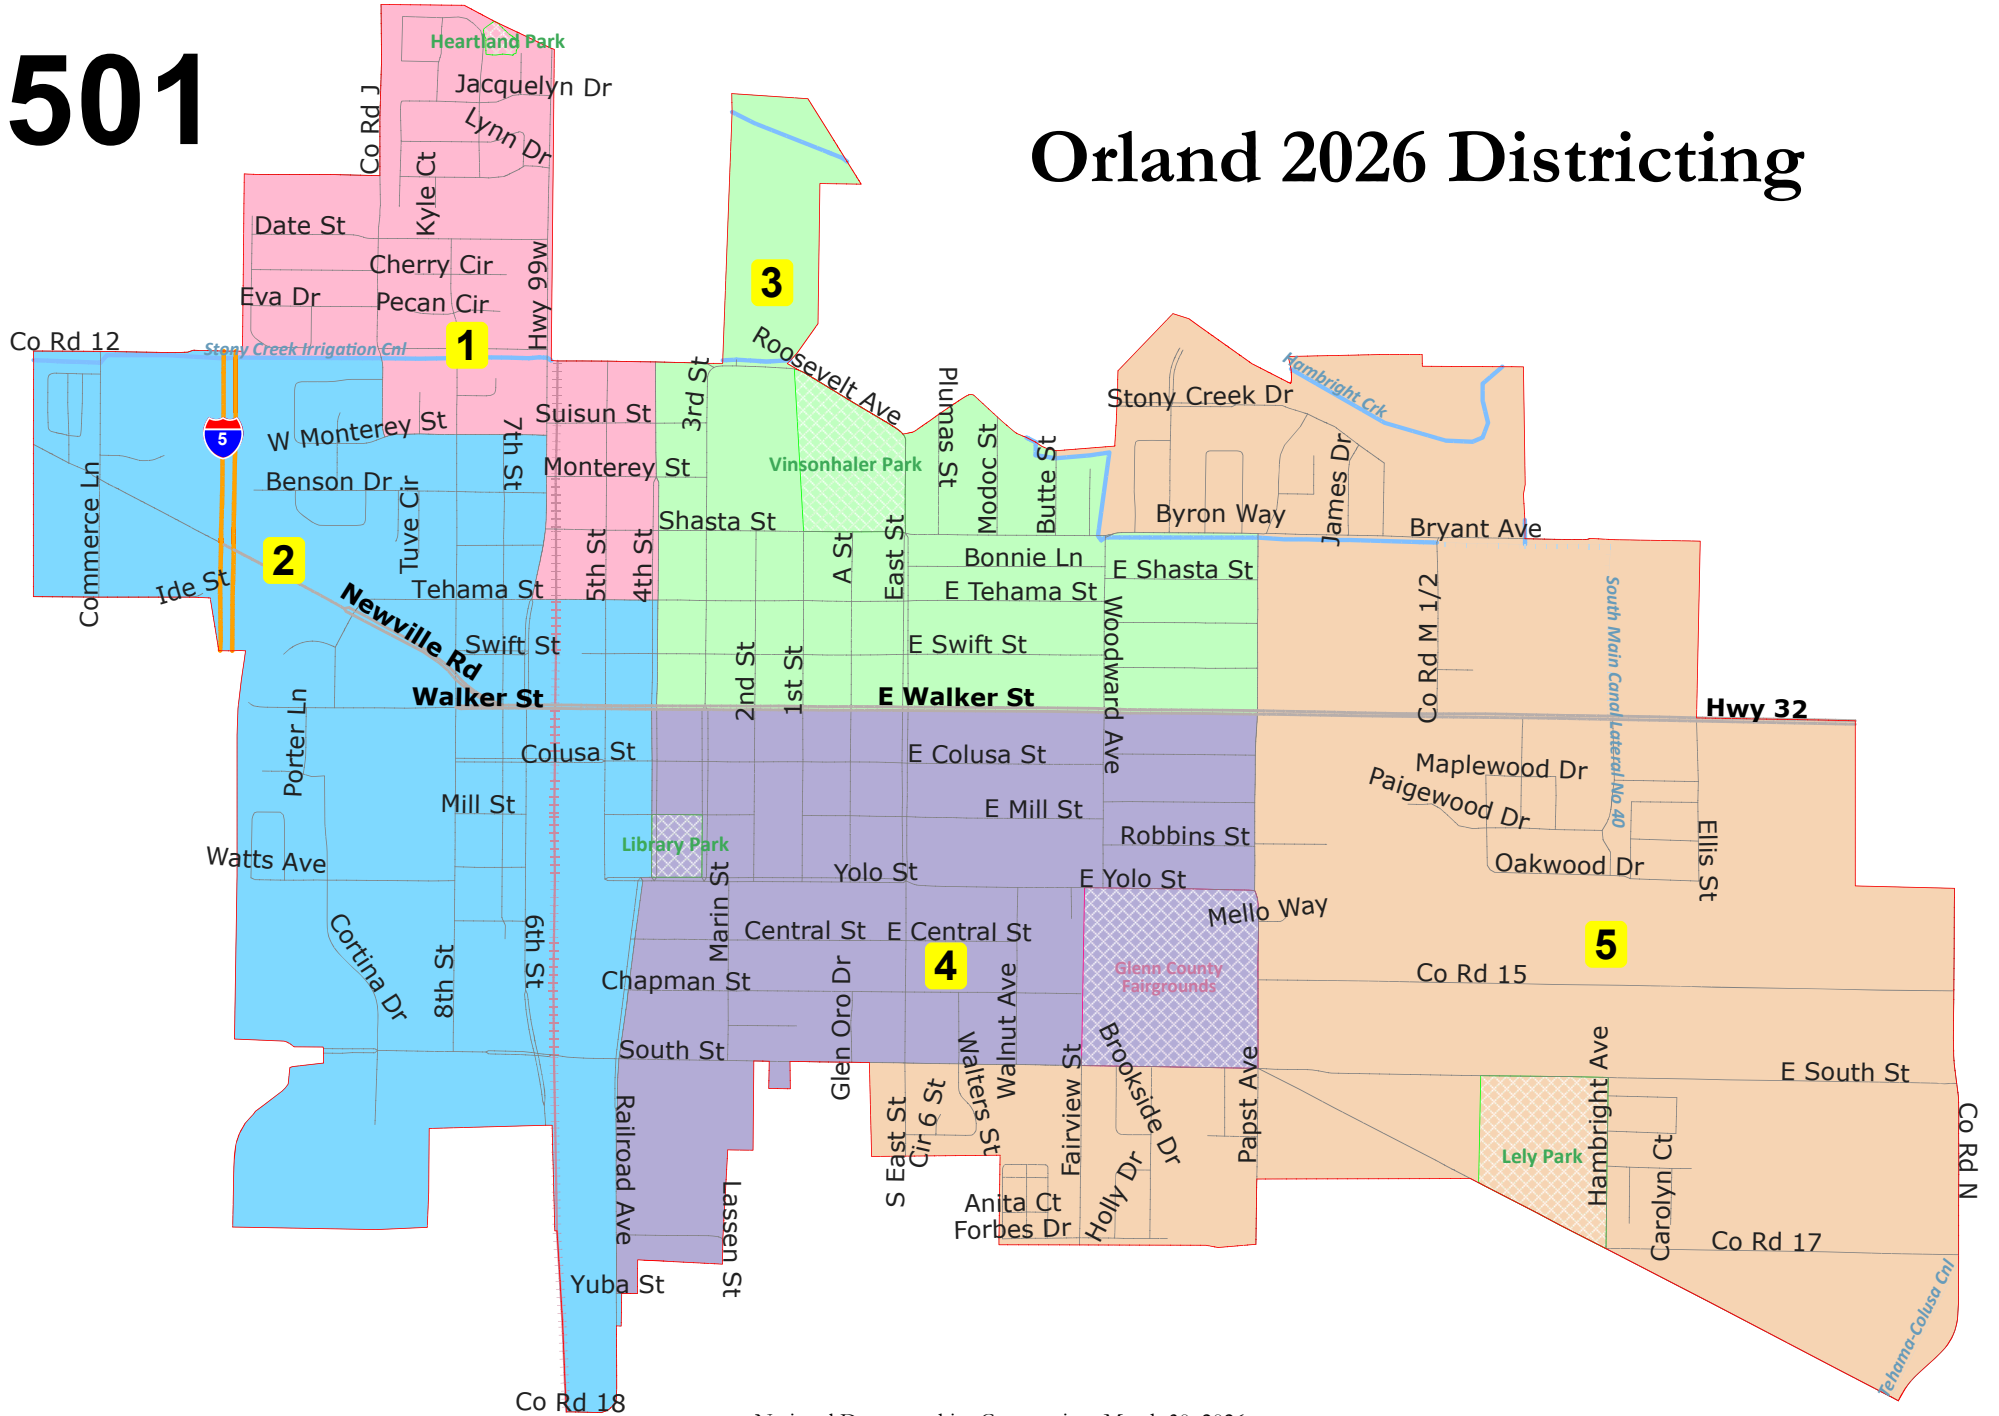 501
Orland 2026 Districting
Heartland Park
Jacquelyn Dr
Lynn Dr
Co Rd J
Kyle Ct
Date St
Cherry Cir
Eva Dr
Pecan Cir
Hwy 99w
1
3
Co Rd 12
Stony Creek Irrigation Cnl
Roosevelt Ave
3rd St
Plumas St
Modoc St
Butte St
Stony Creek Dr
Hambright Crk
Suisun St
W Monterey St
7th St
5
Monterey St
Vinsonhaler Park
Benson Dr
Tuve Cir
Commerce Ln
James Dr
Byron Way
Bryant Ave
Shasta St
2
5th St
4th St
A St
East St
Bonnie Ln
E Shasta St
Ide St
Newville Rd
Tehama St
E Tehama St
Woodward Ave
Co Rd M 1/2
South Main Canal Lateral No 40
Swift St
E Swift St
2nd St
1st St
Walker St
E Walker St
Hwy 32
Porter Ln
Colusa St
E Colusa St
Maplewood Dr
Paigewood Dr
Mill St
E Mill St
Robbins St
Library Park
Watts Ave
Yolo St
E Yolo St
Oakwood Dr
Ellis St
Marin St
Mello Way
Cortina Dr
8th St
6th St
Central St
E Central St
4
5
Chapman St
Glenn County
Fairgrounds
Co Rd 15
Glen Oro Dr
Walnut Ave
South St
Walters St
Fairview St
Brookside Dr
Papst Ave
Hambright Ave
E South St
Railroad Ave
S East St
Cir 6 St
Lely Park
Carolyn Ct
Co Rd N
Lassen St
Anita Ct
Forbes Dr
Holly Dr
Co Rd 17
Yuba St
Tehama-Colusa Cnl
Co Rd 18